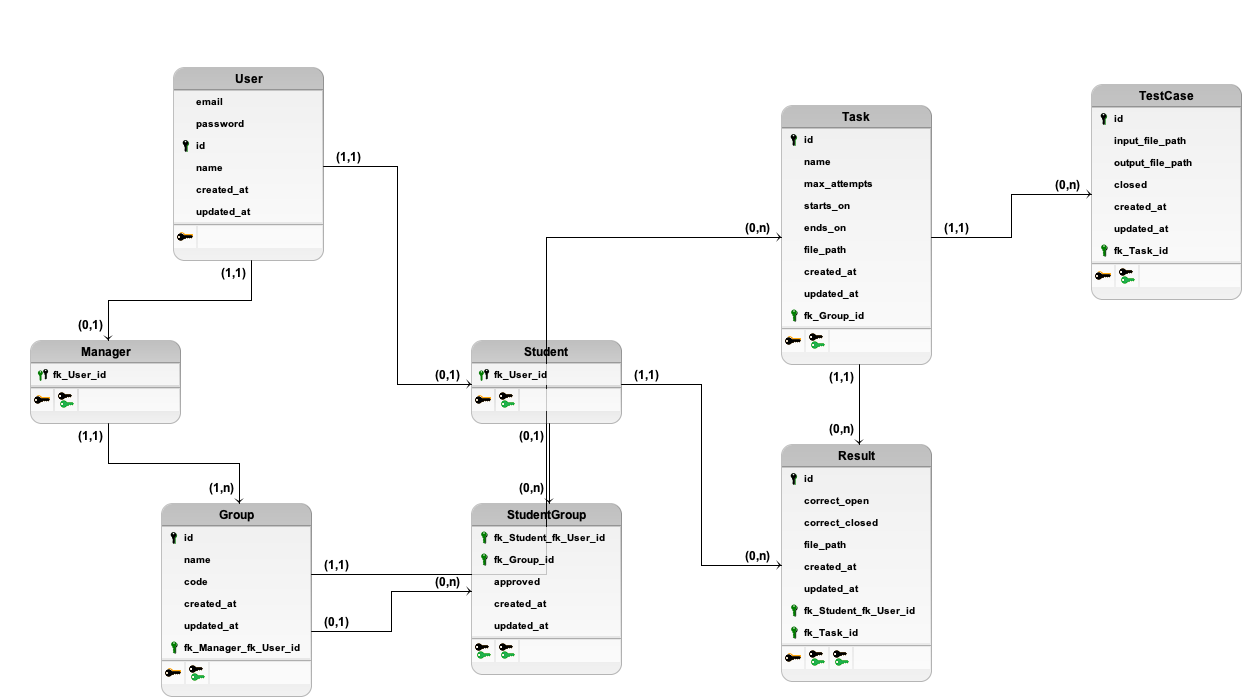 User
email
password
id
name
created_at
updated_at
(1,1)
(1,1)
(0,1)
Manager
fk_User_id
(1,1)
(1,n)
Group
id
name
code
created_at
updated_at
fk_Manager_fk_User_id
(1,1)
(0,1)
(0,n)
(0,1)
Student
fk_User_id
(1,1)
(0,1)
(0,n)
StudentGroup
fk_Student_fk_User_id
fk_Group_id
approved
created_at
updated_at
(0,n)
Task
id
name
max_attempts
starts_on
ends_on
file_path
created_at
updated_at
fk_Group_id
(1,1)
(1,1)
(0,n)
(0,n)
Result
id
correct_open
correct_closed
file_path
created_at
updated_at
fk_Student_fk_User_id
fk_Task_id
(0,n)
TestCase
id
input_file_path
output_file_path
closed
created_at
updated_at
fk_Task_id